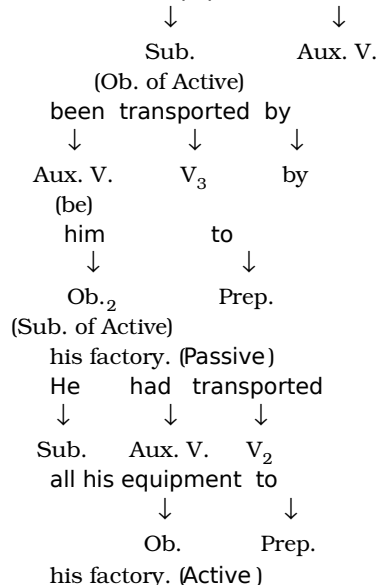 ↓ ↓
Sub. Aux. V.
(Ob. of Active)
been transported by
↓ ↓ ↓
Aux. V. V₃ by
(be)
him to
↓ ↓
Ob.₂ Prep.
(Sub. of Active)
his factory. (Passive)
He had transported
↓ ↓ ↓
Sub. Aux. V. V₂
all his equipment to
↓ ↓
Ob. Prep.
his factory. (Active)